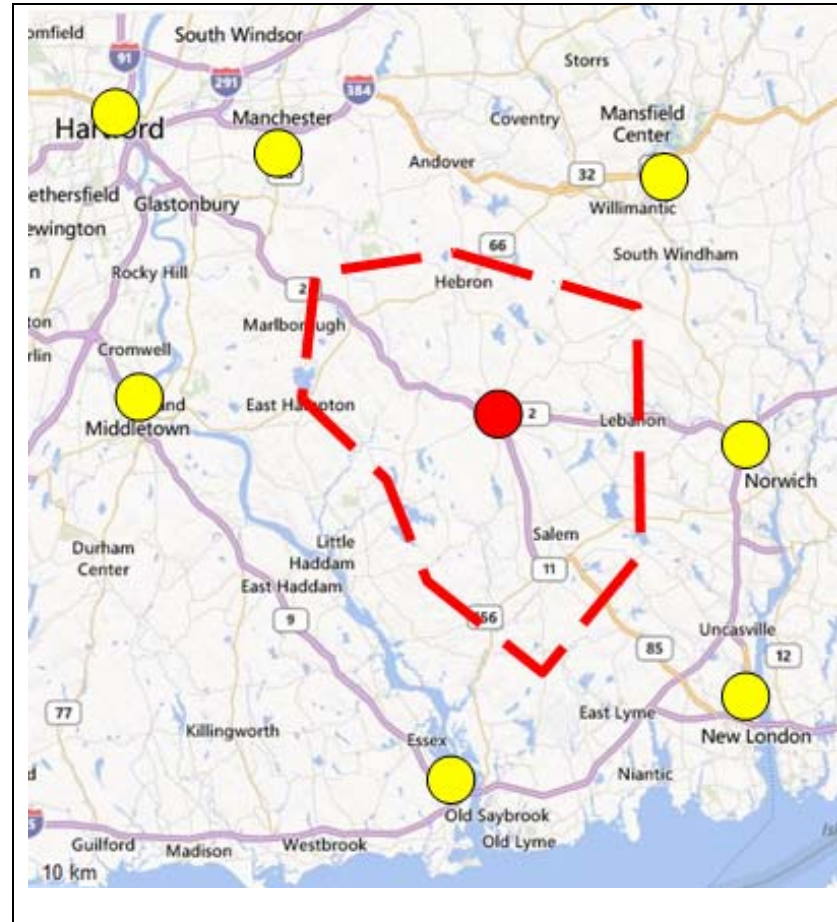 omfield
South Windsor
91
291
384
Storrs
Manchester
Coventry
Mansfield
Center
Andover
32
Willimantic
ethersfield
Glastonbury
ewington
66
South Windham
Rocky Hill
Hebron
2
Marlborough
ton
rlin
Cromwell
East Hampton
2
Lebanon
Middletown
Norwich
Durham
Center
Little
Haddam
Salem
11
East Haddam
9
Uncasville
85
12
77
East Lyme
Killingworth
Essex
New London
Niantic
Old Saybrook
Old Lyme
Guilford
Madison
Westbrook
10 km